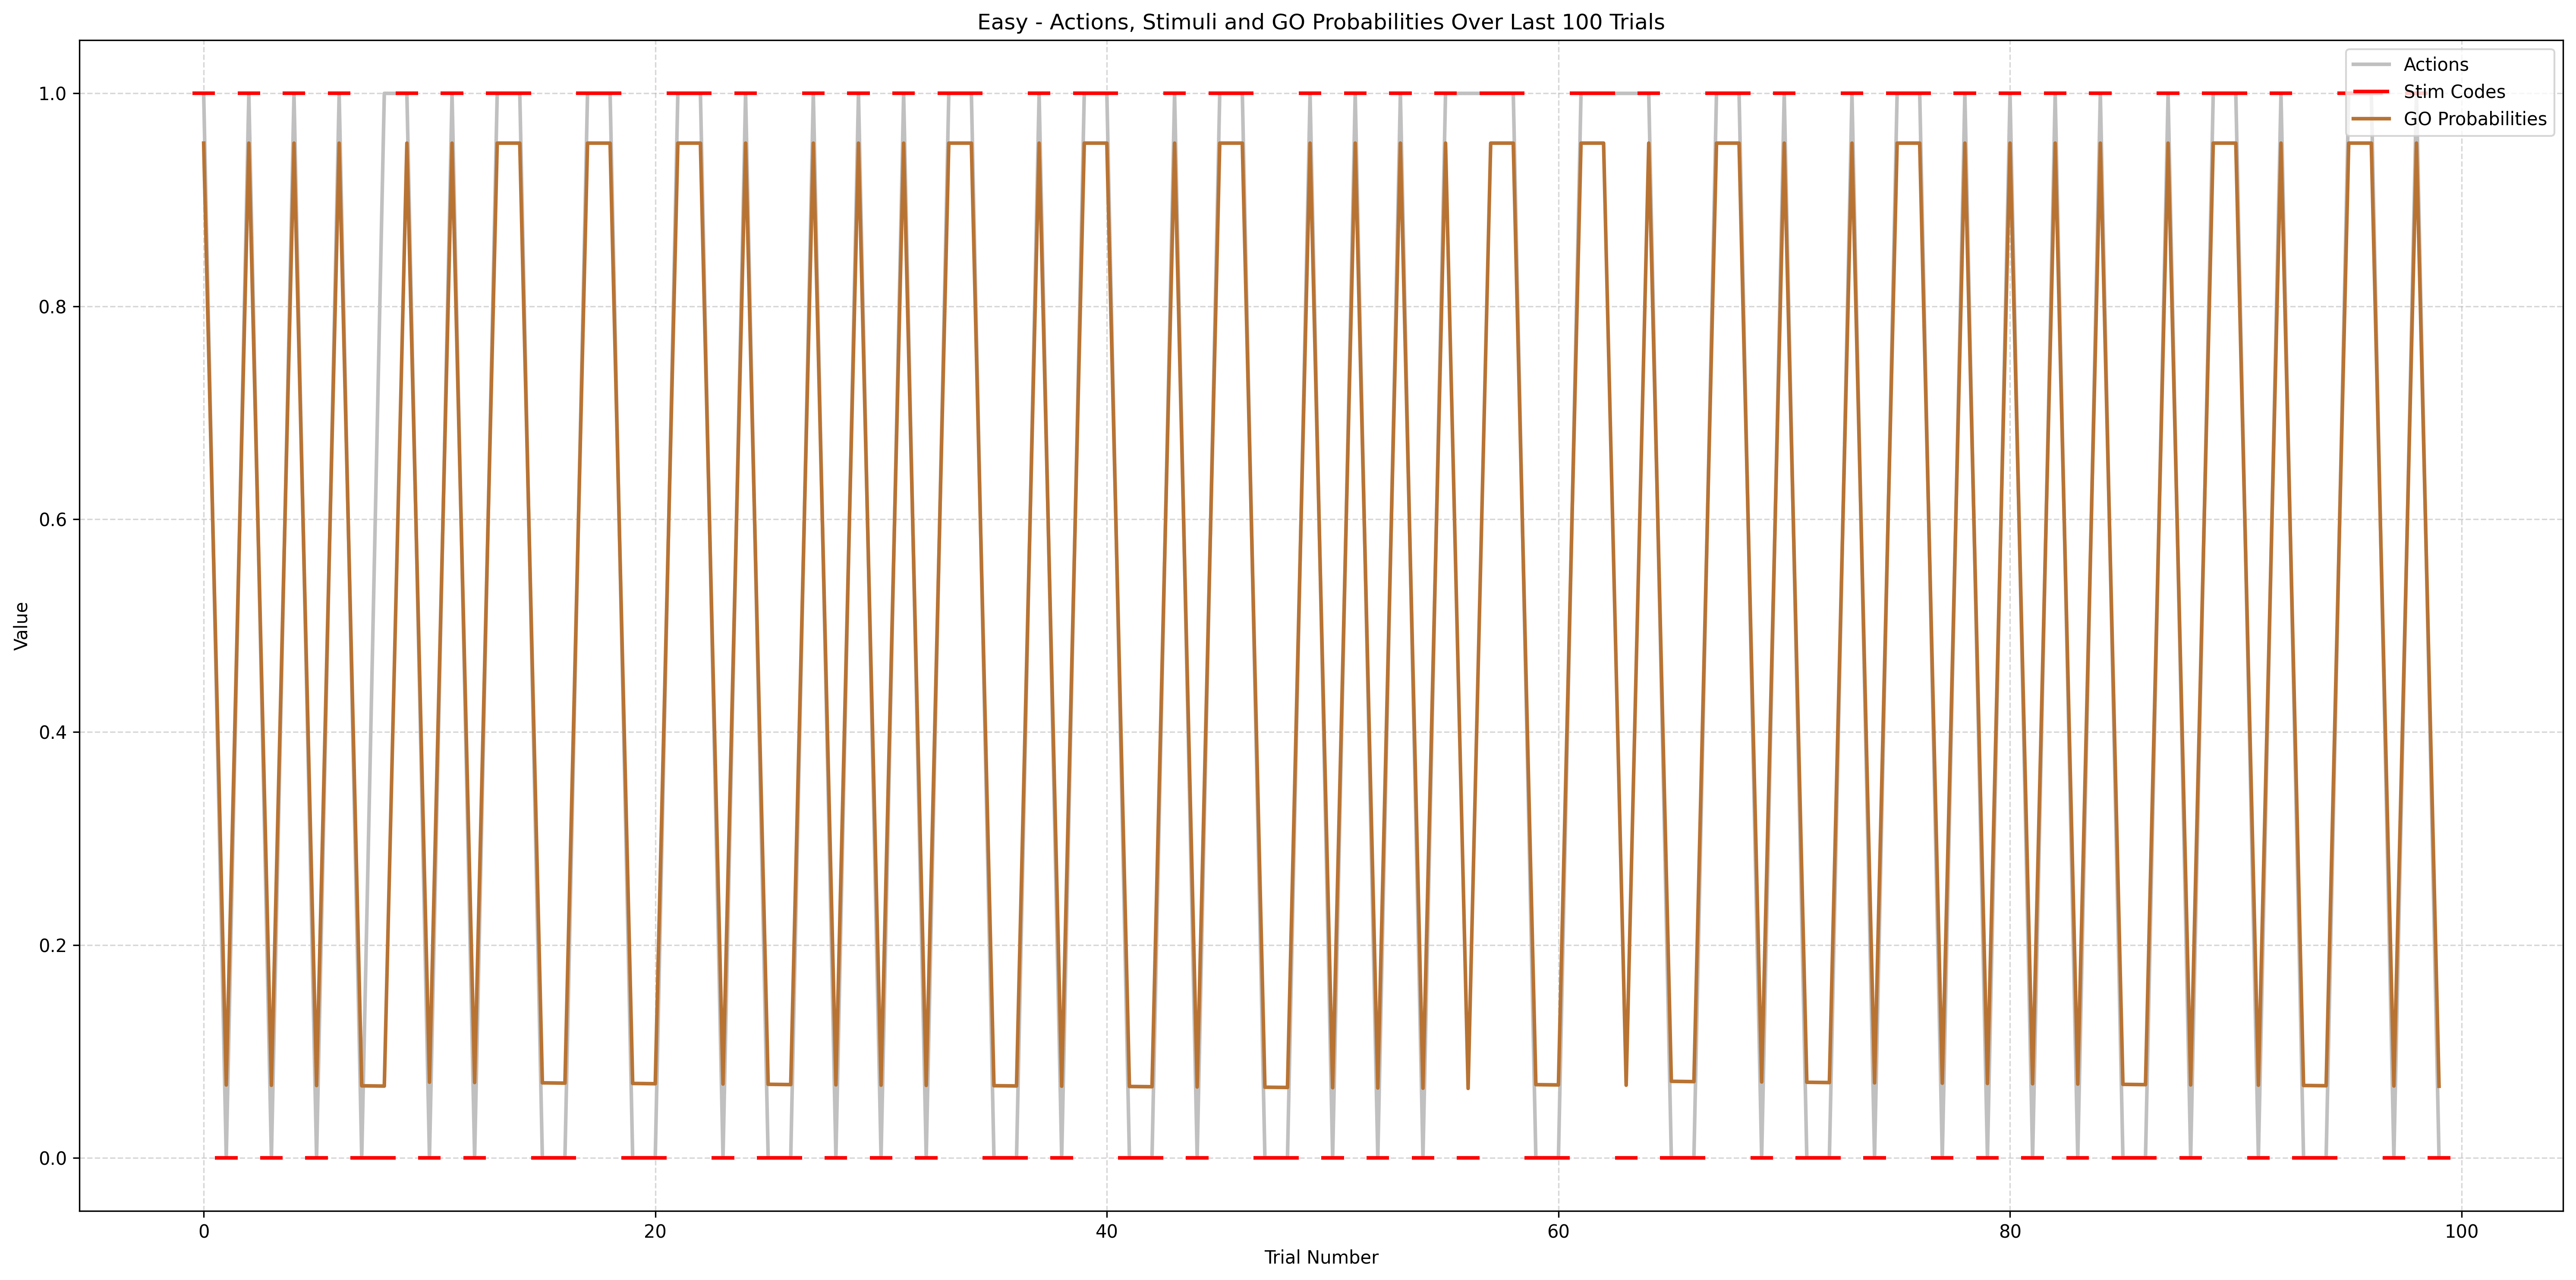 Easy - Actions, Stimuli and GO Probabilities Over Last 100 Trials
Actions
Stim Codes
GO Probabilities
1.0
0.8
0.6
0.4
0.2
0.0
Value
0 20 40 60 80 100
Trial Number